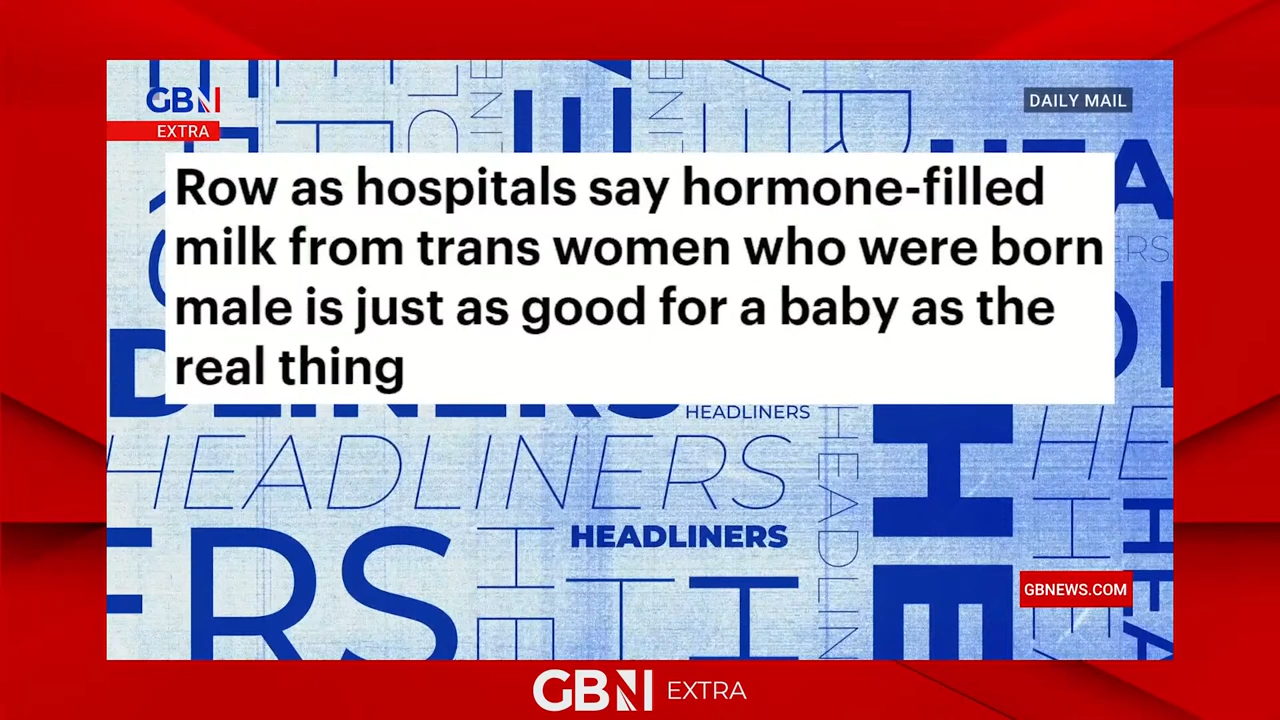 GBN
EXTRA
DAILY MAIL
Row as hospitals say hormone-filled
milk from trans women who were born
male is just as good for a baby as the
real thing
HEADLINERS
HEADLINERS
HEADLINERS
GBNEWS.COM
GBN EXTRA